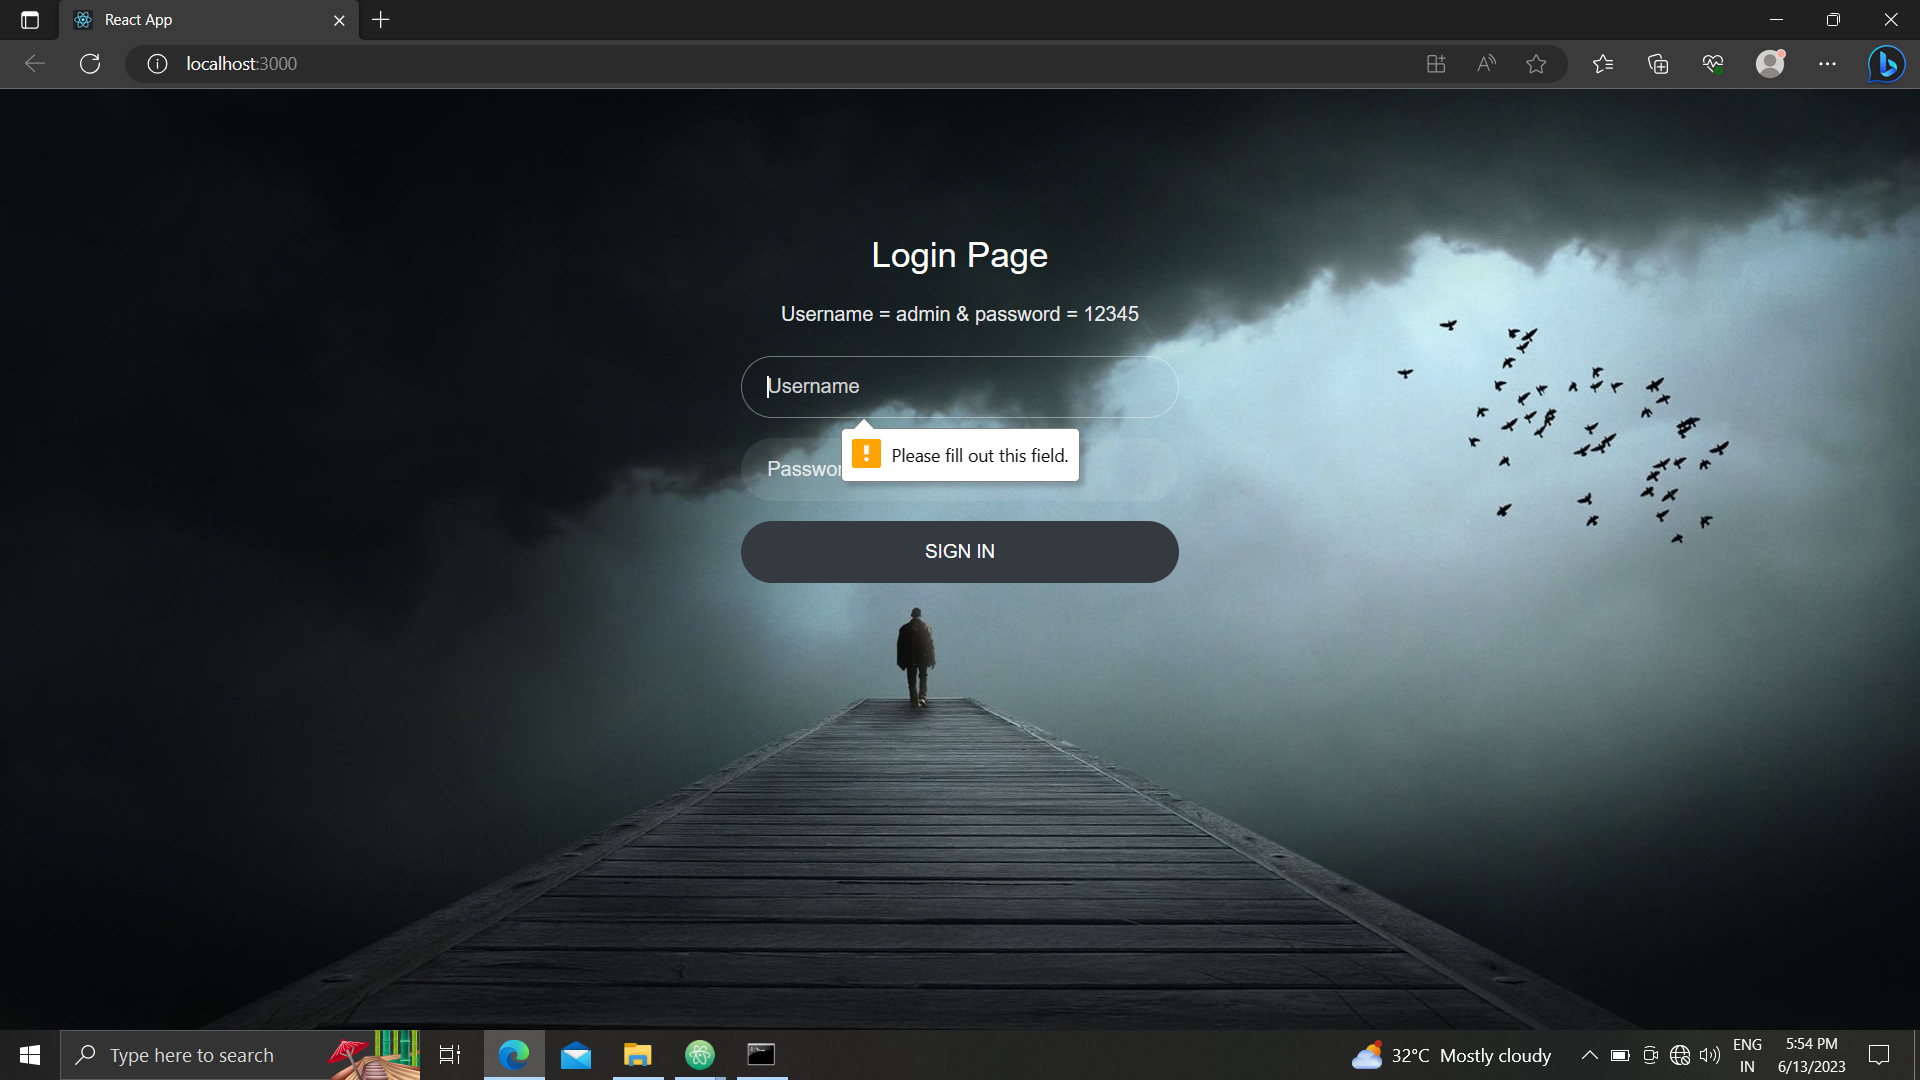 React App
localhost:3000
Login Page
Username = admin & password = 12345
Username
Please fill out this field.
Passwor
SIGN IN
Type here to search
32°C Mostly cloudy
ENG
IN
5:54 PM
6/13/2023